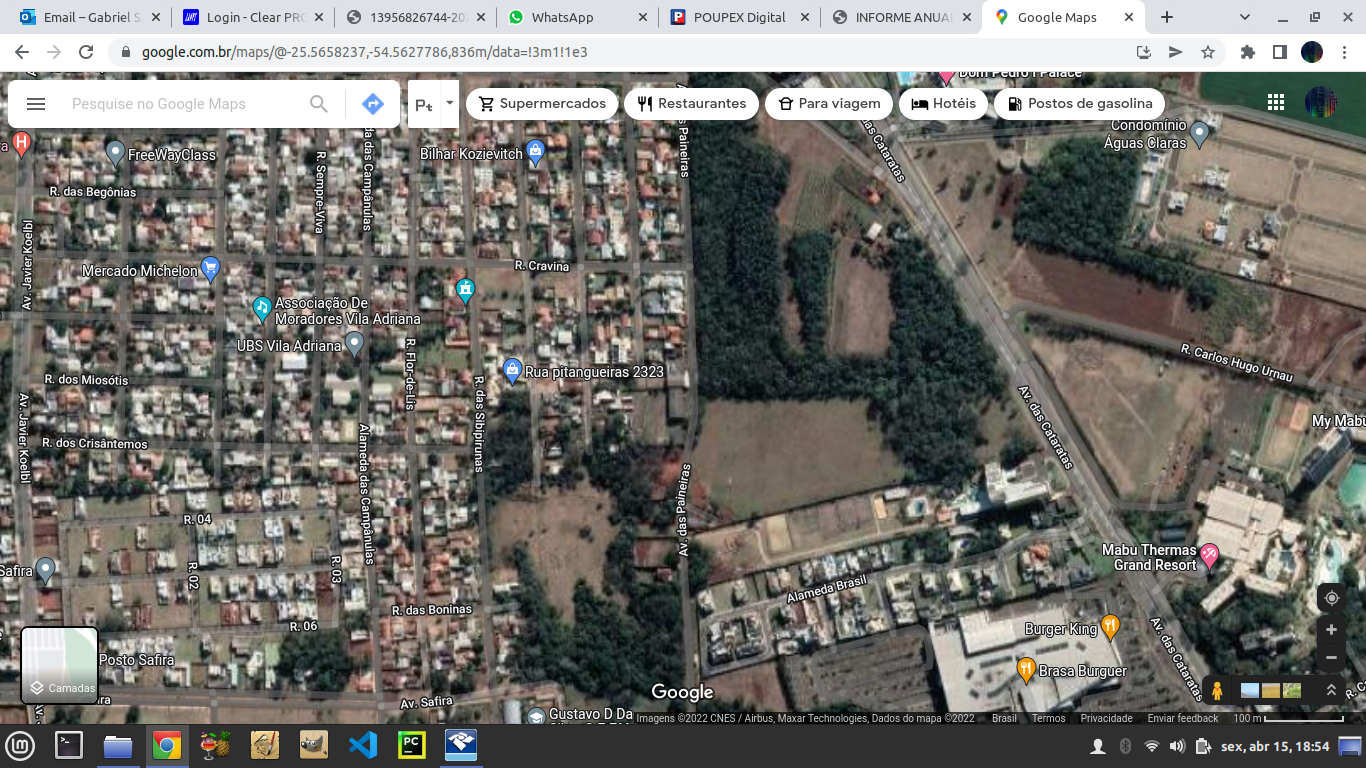 Email – Gabriel S
Login - Clear PRO
13956826744-20
WhatsApp
POUPEX Digital
INFORME ANUAL
Google Maps
google.com.br/maps/@-25.5658237,-54.5627786,836m/data=!3m1!1e3
Pesquise no Google Maps
Supermercados
Restaurantes
Para viagem
Hotéis
Postos de gasolina
Dom Pedro I Palace
Condomínio
Águas Claras
FreeWayClass
Bilhar Kozievitch
R. das Begônias
R. Sempre-Viva
da das Campânulas
s Paineiras
das Cataratas
Av. Javier Koelbl
Mercado Michelon
R. Cravina
Associação De
Moradores Vila Adriana
UBS Vila Adriana
R. Flor-de-Lis
Rua pitangueiras 2323
R. Carlos Hugo Urnau
R. dos Miosótis
R. das Sibipirunas
Av. das Cataratas
Av. Javier Koelbl
My Mabu
R. dos Crisântemos
Alameda das Campânulas
Av. das Paineiras
R. 04
R. 02
R. 03
Safira
Mabu Thermas
Grand Resort
Alameda Brasil
R. das Boninas
R. 06
Burger King
Brasa Burguer
Av. das Cataratas
Posto Safira
Camadas
Av. Safira
Google
Gustavo D Da
Imagens ©2022 CNES / Airbus, Maxar Technologies, Dados do mapa ©2022
Brasil
Termos
Privacidade
Enviar feedback
100 m
sex, abr 15, 18:54